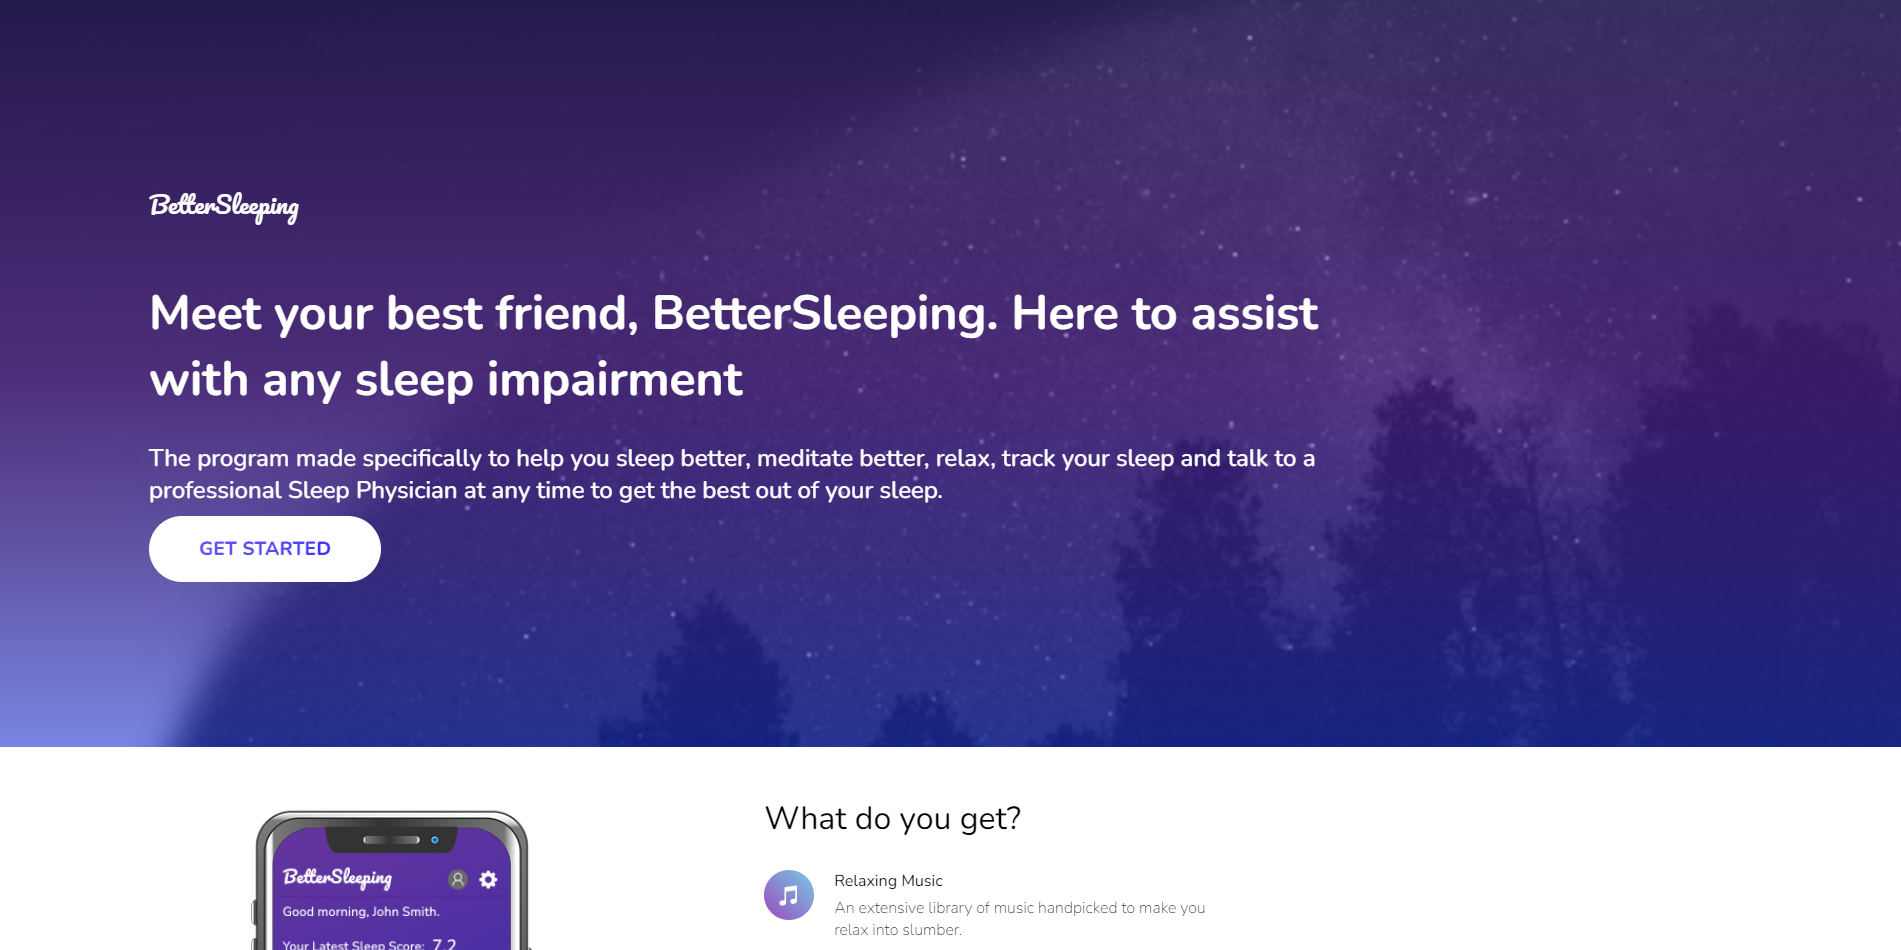 BetterSleeping
Meet your best friend, BetterSleeping. Here to assist
with any sleep impairment
The program made specifically to help you sleep better, meditate better, relax, track your sleep and talk to a
professional Sleep Physician at any time to get the best out of your sleep.
GET STARTED
What do you get?
BetterSleeping
Good morning, John Smith.
Your Latest Sleep Score: 7.2
Relaxing Music
An extensive library of music handpicked to make you
relax into slumber.